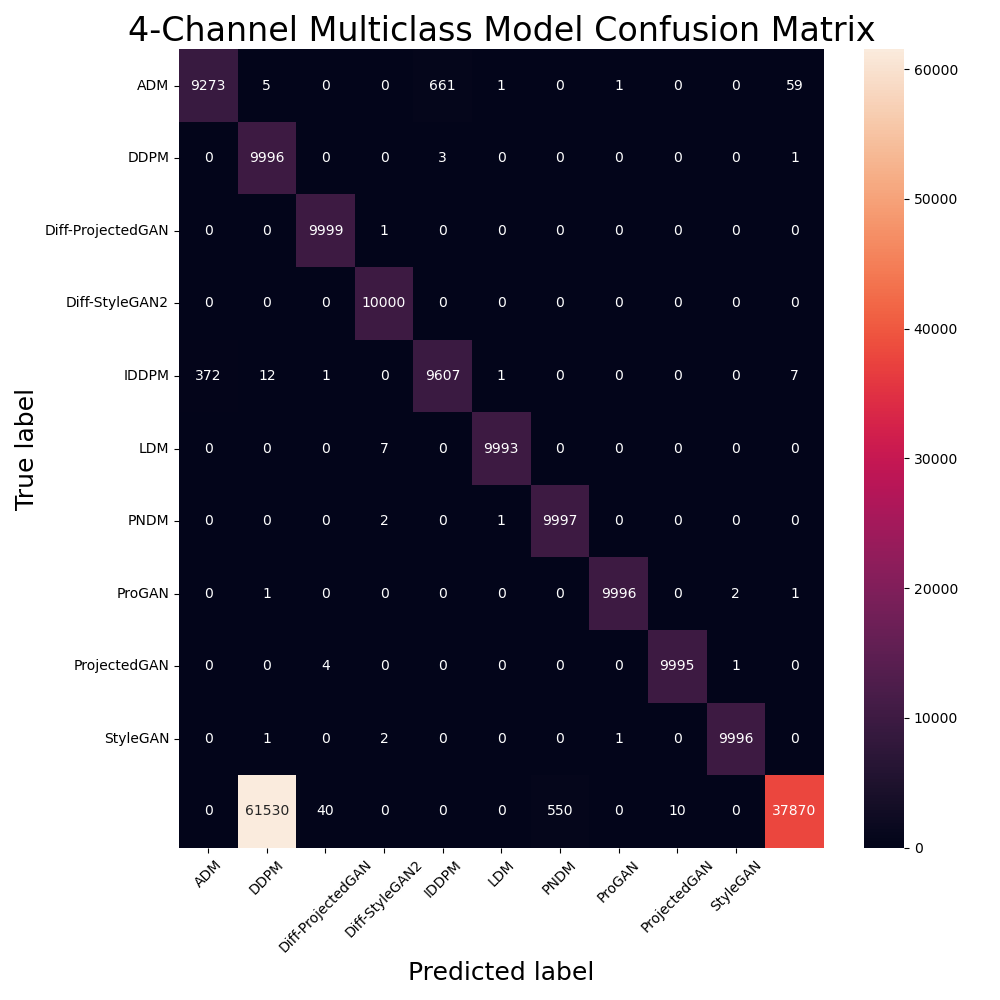 4-Channel Multiclass Model Confusion Matrix
ADM 9273 5 0 0 661 1 0 1 0 0 59
DDPM 0 9996 0 0 3 0 0 0 0 0 1
Diff-ProjectedGAN 0 0 9999 1 0 0 0 0 0 0 0
Diff-StyleGAN2 0 0 0 10000 0 0 0 0 0 0 0
IDDPM 372 12 1 0 9607 1 0 0 0 0 7
LDM 0 0 0 7 0 9993 0 0 0 0 0
PNDM 0 0 0 2 0 1 9997 0 0 0 0
ProGAN 0 1 0 0 0 0 0 9996 0 2 1
ProjectedGAN 0 0 4 0 0 0 0 0 9995 1 0
StyleGAN 0 1 0 2 0 0 0 1 0 9996 0
0 61530 40 0 0 0 550 0 10 0 37870
ADM DDPM Diff-ProjectedGAN Diff-StyleGAN2 IDDPM LDM PNDM ProGAN ProjectedGAN StyleGAN
Predicted label
True label
60000
50000
40000
30000
20000
10000
0